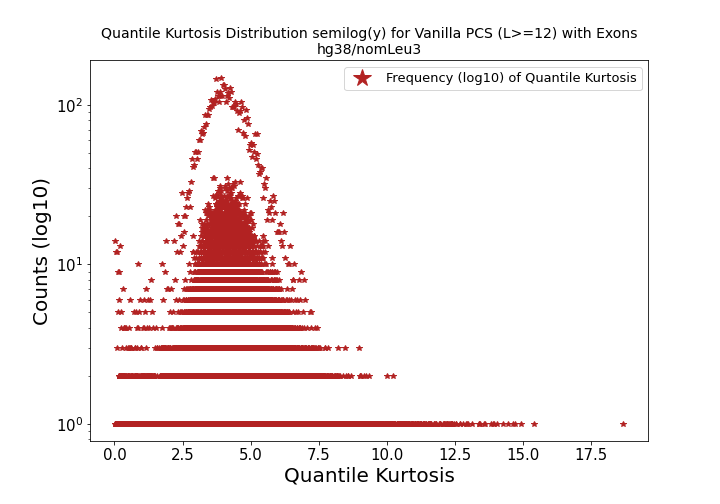 Quantile Kurtosis Distribution semilog(y) for Vanilla PCS (L>=12) with Exons
hg38/nomLeu3
Frequency (log10) of Quantile Kurtosis
Counts (log10)
10²
10¹
10⁰
0.0 2.5 5.0 7.5 10.0 12.5 15.0 17.5
Quantile Kurtosis